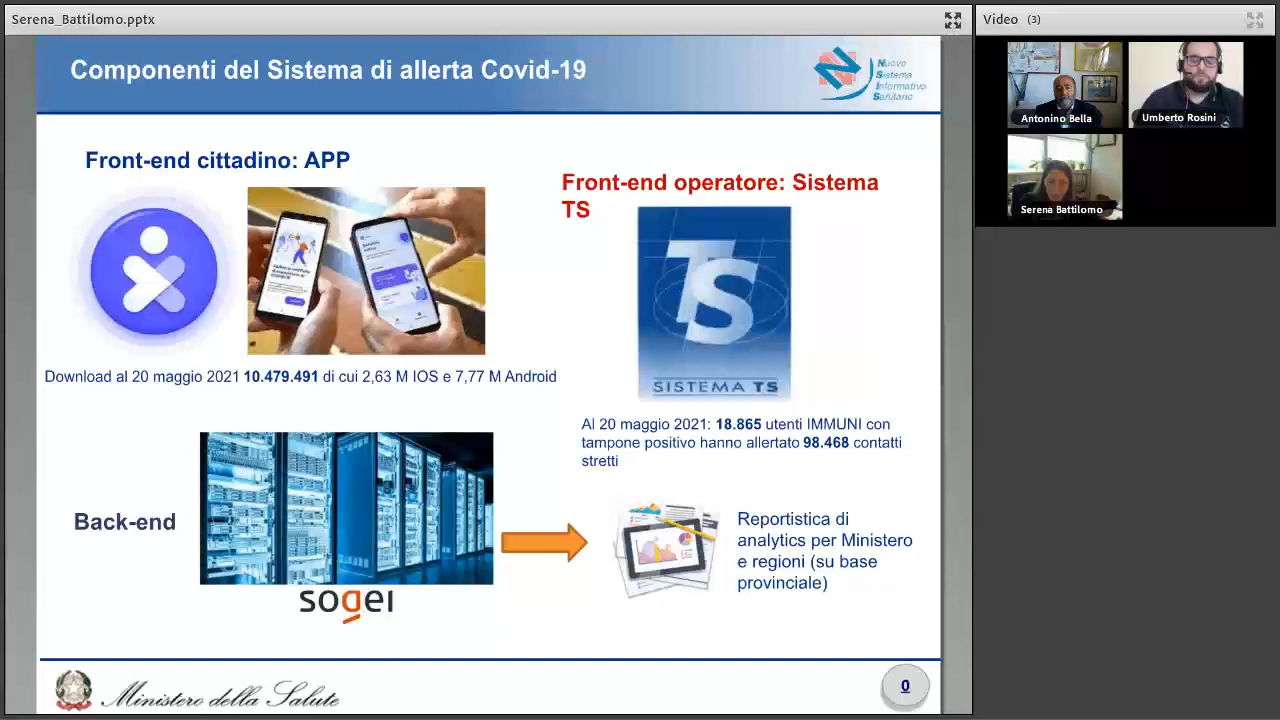 Serena_Battilomo.pptx
Video (3)
Componenti del Sistema di allerta Covid-19
Nuovo
Sistema
Informativo
Sanitario
Antonino Bella
Umberto Rosini
Serena Battilomo
Front-end cittadino: APP
Front-end operatore: Sistema
TS
TS
SISTEMA TS
Download al 20 maggio 2021 10.479.491 di cui 2,63 M IOS e 7,77 M Android
Al 20 maggio 2021: 18.865 utenti IMMUNI con
tampone positivo hanno allertato 98.468 contatti
stretti
Back-end
sogei
Reportistica di
analytics per Ministero
e regioni (su base
provinciale)
Ministero della Salute
0